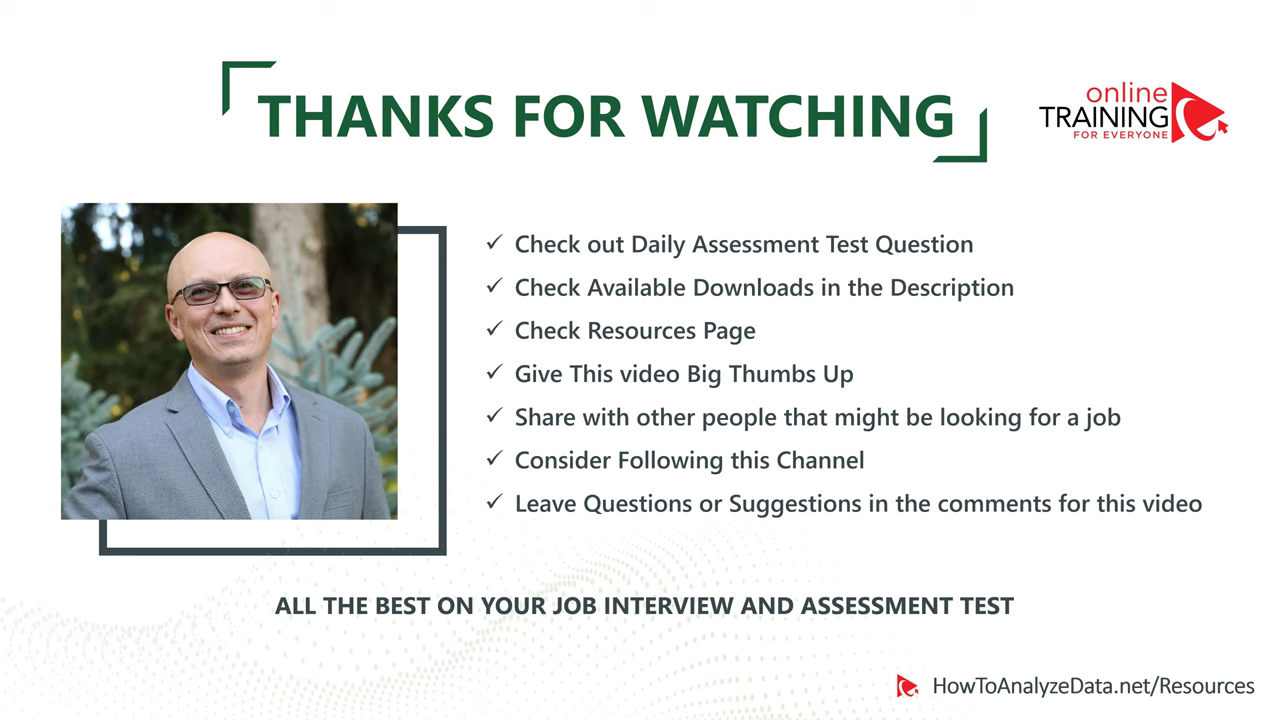 THANKS FOR WATCHING
online
TRAINING
FOR EVERYONE
✓ Check out Daily Assessment Test Question
✓ Check Available Downloads in the Description
✓ Check Resources Page
✓ Give This video Big Thumbs Up
✓ Share with other people that might be looking for a job
✓ Consider Following this Channel
✓ Leave Questions or Suggestions in the comments for this video
ALL THE BEST ON YOUR JOB INTERVIEW AND ASSESSMENT TEST
HowToAnalyzeData.net/Resources